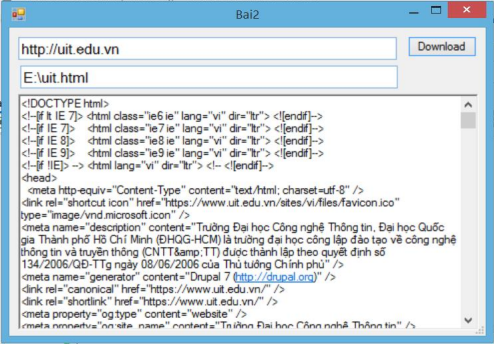 Bai2
http://uit.edu.vn
Download
E:\uit.html
<!DOCTYPE html>
<!--[if lt IE 7]> <html class="ie6 ie" lang="vi" dir="ltr"> <![endif]-->
<!--[if IE 7]> <html class="ie7 ie" lang="vi" dir="ltr"> <![endif]-->
<!--[if IE 8]> <html class="ie8 ie" lang="vi" dir="ltr"> <![endif]-->
<!--[if IE 9]> <html class="ie9 ie" lang="vi" dir="ltr"> <![endif]-->
<!--[if !IE]> --> <html lang="vi" dir="ltr"> <!-- <![endif]-->
<head>
<meta http-equiv="Content-Type" content="text/html; charset=utf-8" />
<link rel="shortcut icon" href="https://www.uit.edu.vn/sites/vi/files/favicon.ico"
type="image/vnd.microsoft.icon" />
<meta name="description" content="Trường Đại học Công nghệ Thông tin, Đại học Quốc
gia Thành phố Hồ Chí Minh (ĐHQG-HCM) là trường đại học công lập đào tạo về công nghệ
thông tin và truyền thông (CNTT&amp;TT) được thành lập theo quyết định số
134/2006/QĐ-TTg ngày 08/06/2006 của Thủ tướng Chính phủ" />
<meta name="generator" content="Drupal 7 (http://drupal.org)" />
<link rel="canonical" href="https://www.uit.edu.vn/" />
<link rel="shortlink" href="https://www.uit.edu.vn/" />
<meta property="og:type" content="website" />
<meta property="og:site_name" content="Trường Đại học Công nghệ Thông tin" />